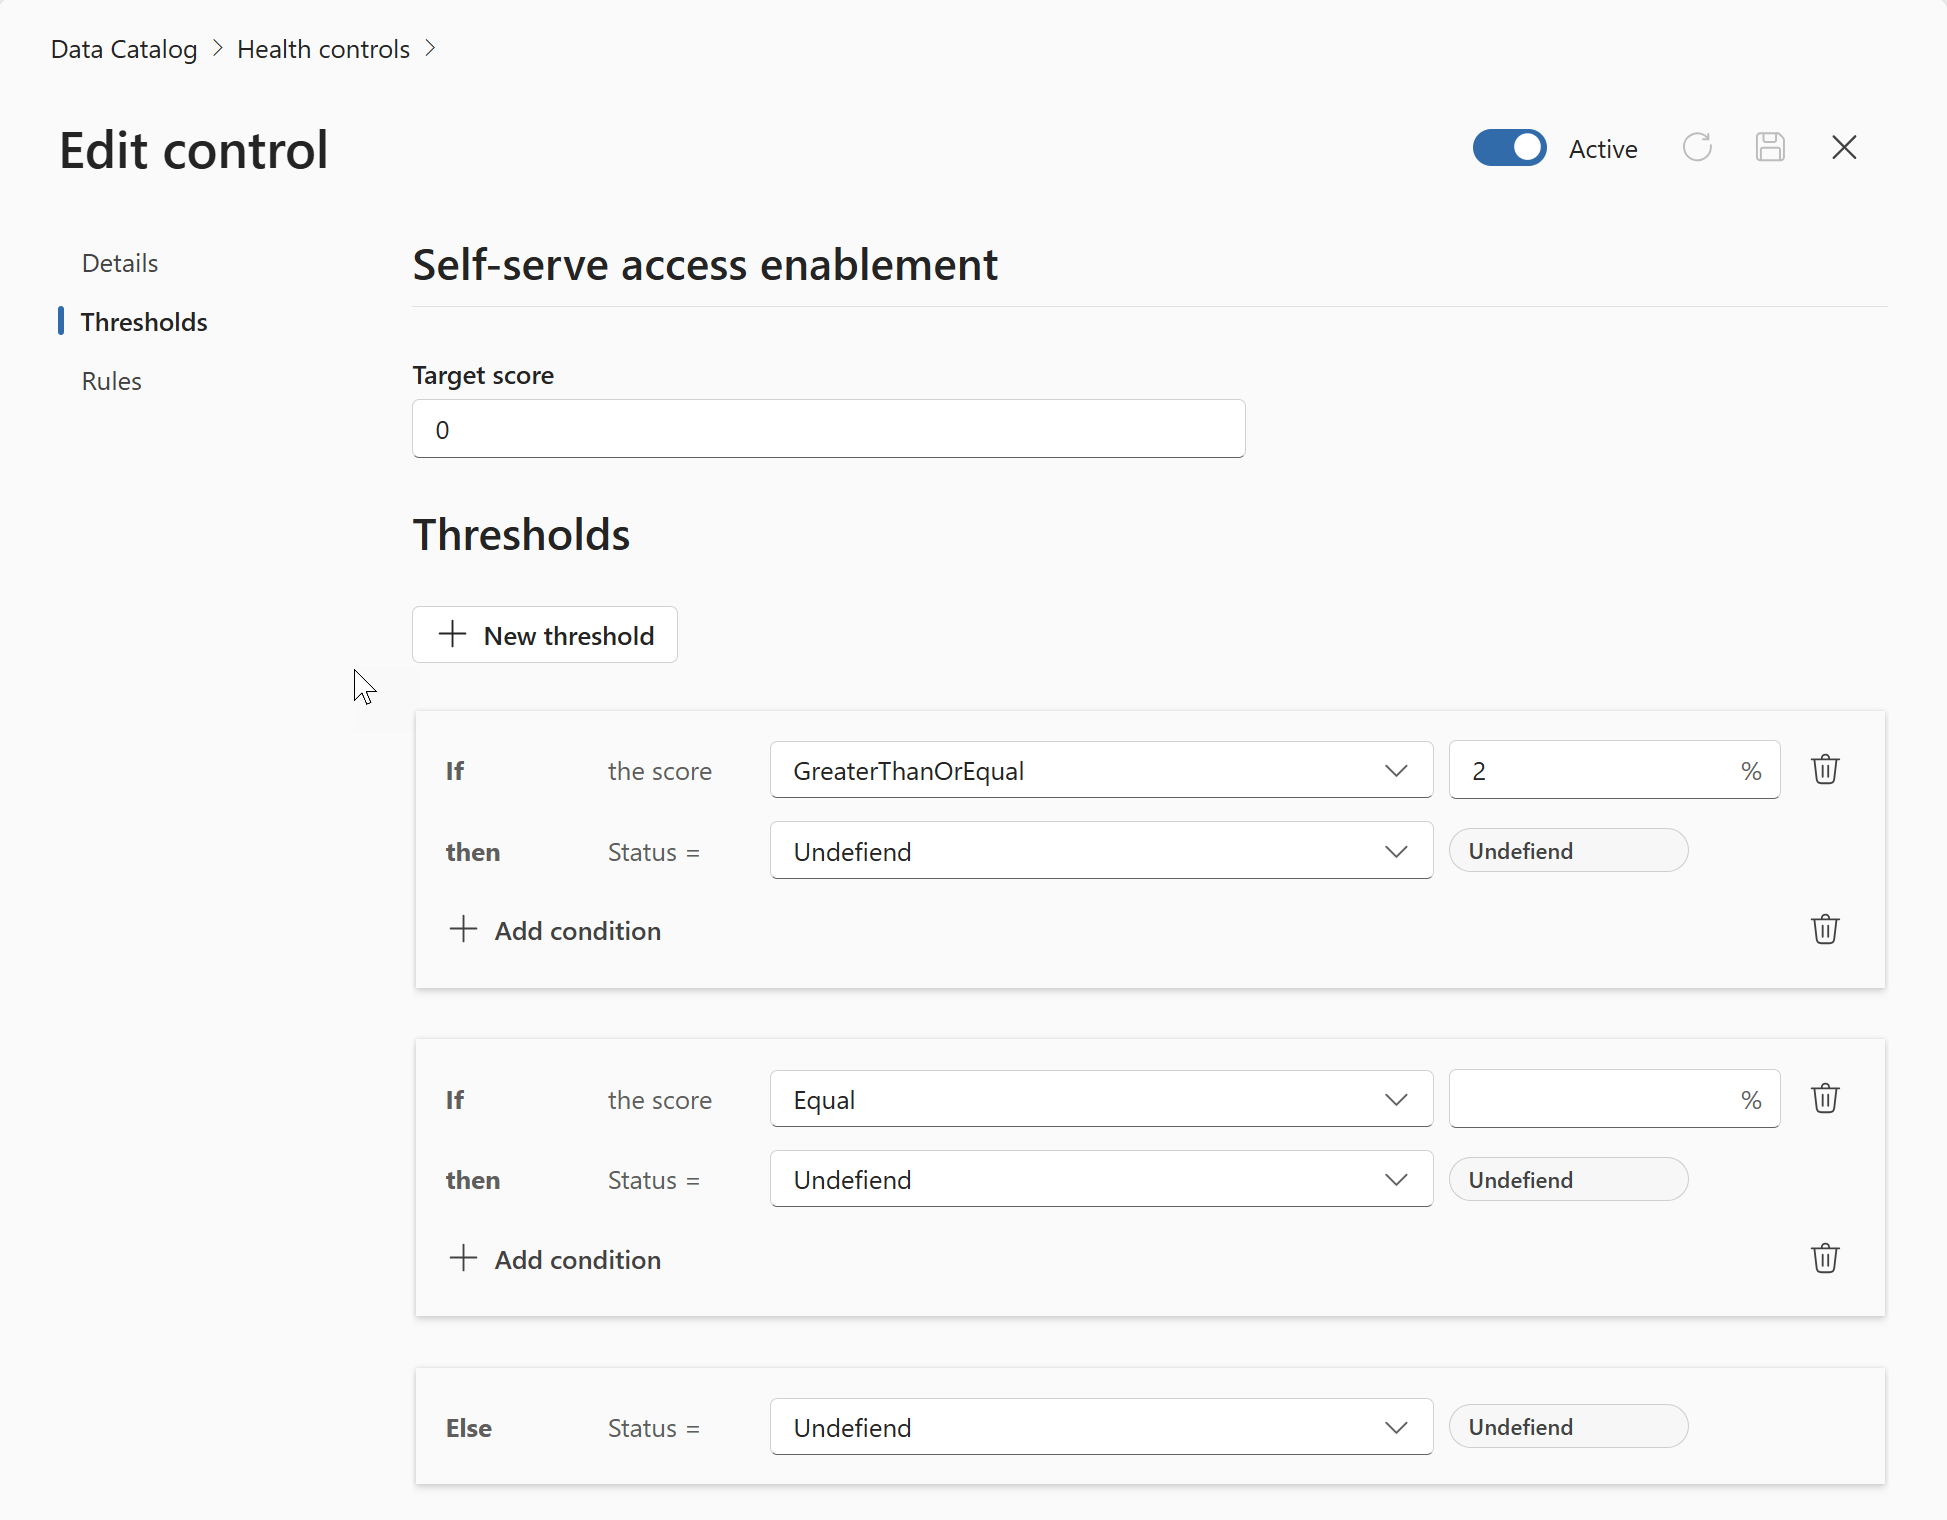 Data Catalog > Health controls >
Edit control
Active
Details
Thresholds
Rules
Self-serve access enablement
Target score
0
Thresholds
New threshold
If the score GreaterThanOrEqual 2 %
then Status = Undefiend Undefiend
Add condition
If the score Equal %
then Status = Undefiend Undefiend
Add condition
Else Status = Undefiend Undefiend